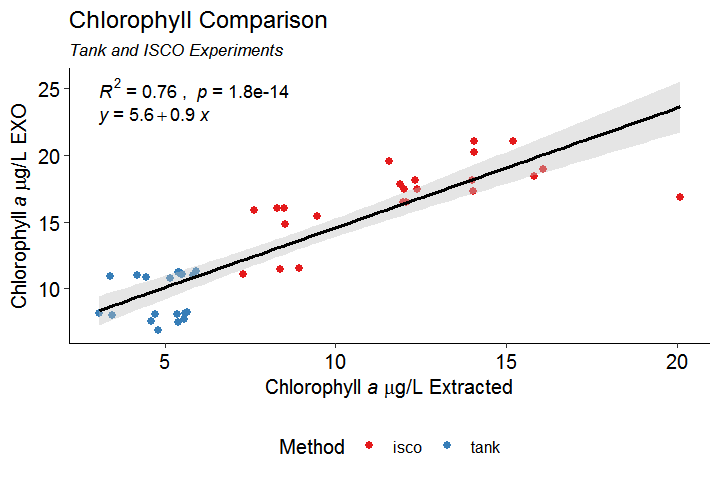 Chlorophyll Comparison
Tank and ISCO Experiments
R² = 0.76 , p = 1.8e-14
y = 5.6 + 0.9 x
25
20
15
10
Chlorophyll a µg/L EXO
5 10 15 20
Chlorophyll a µg/L Extracted
Method isco tank